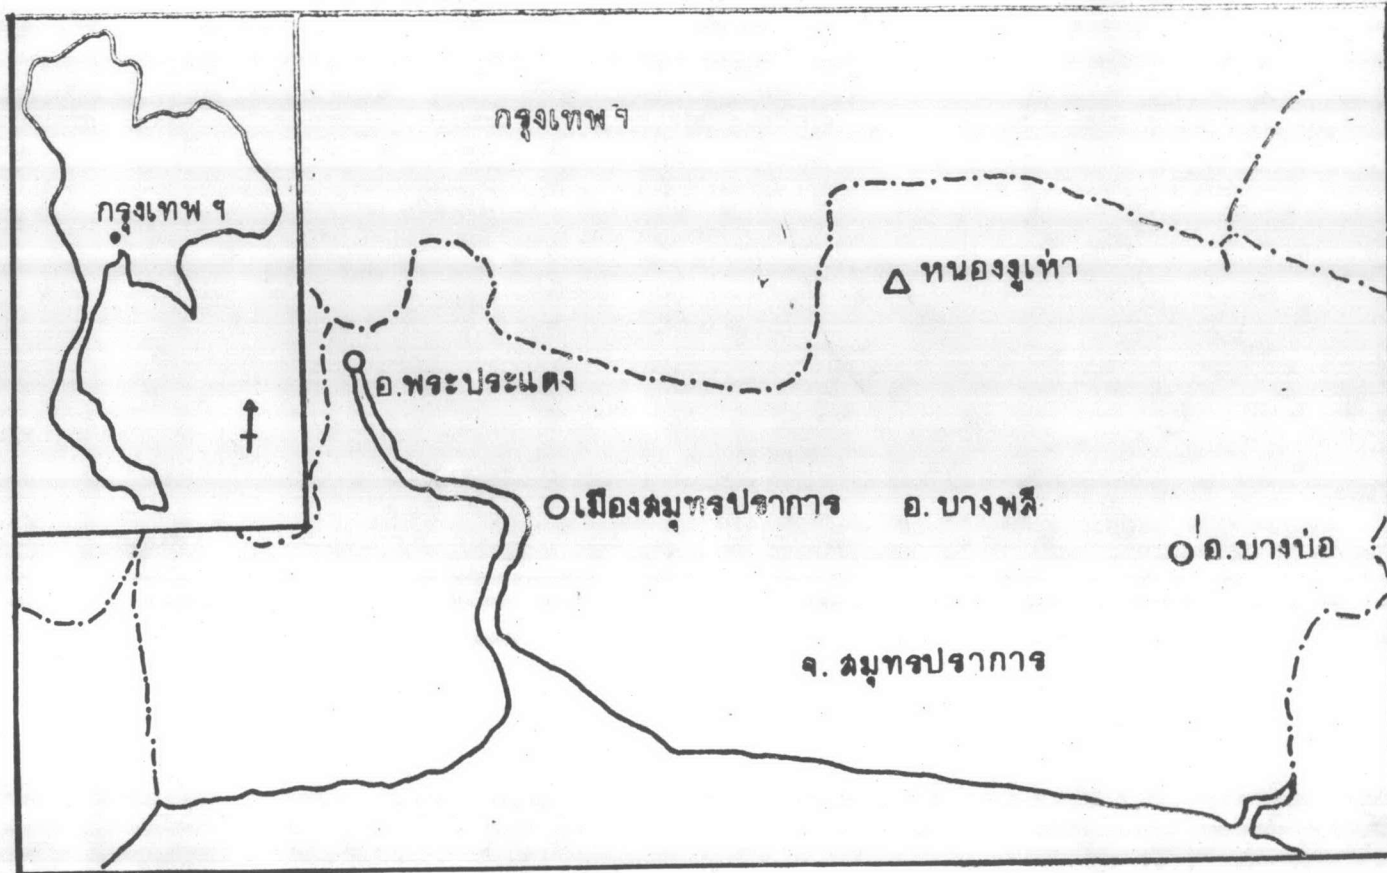 กรุงเทพ ฯ
กรุงเทพ ฯ
หนองงูเห่า
อ. พระประแดง
เมืองสมุทรปราการ
อ. บางพลี
อ. บางบ่อ
จ. สมุทรปราการ